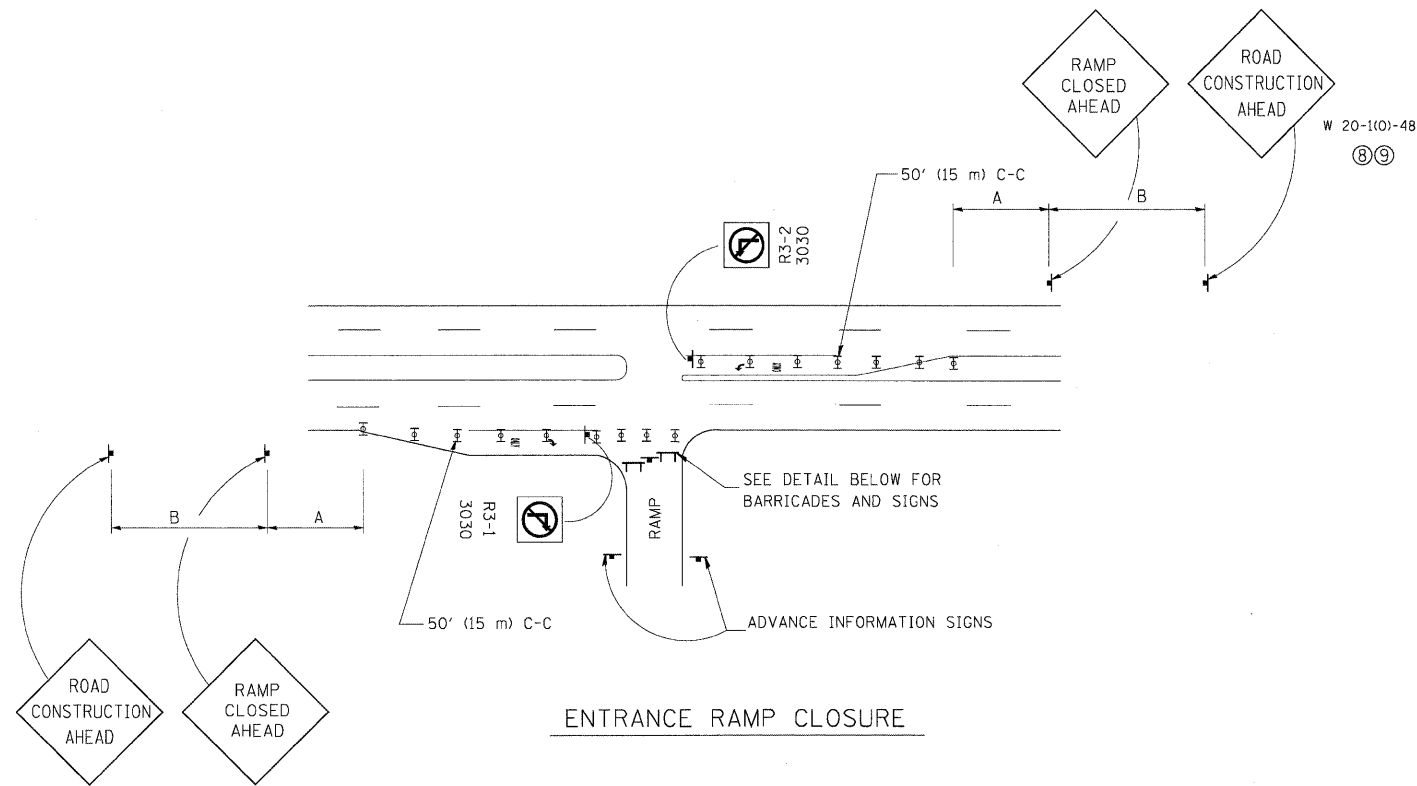 RAMP
CLOSED
AHEAD
ROAD
CONSTRUCTION
AHEAD
W 20-1(O)-48
⑧⑨
50' (15 m) C-C
A
B
R3-2
3030
SEE DETAIL BELOW FOR
BARRICADES AND SIGNS
B
A
R3-1
3030
RAMP
50' (15 m) C-C
ADVANCE INFORMATION SIGNS
ROAD
CONSTRUCTION
AHEAD
RAMP
CLOSED
AHEAD
ENTRANCE RAMP CLOSURE